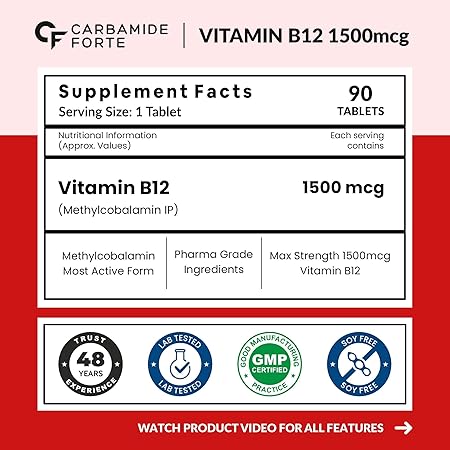 CARBAMIDE
FORTE
VITAMIN B12 1500mcg
Supplement Facts
Serving Size: 1 Tablet
90
TABLETS
Nutritional Information
(Approx. Values)
Each serving
contains
Vitamin B12
1500 mcg
(Methylcobalamin IP)
Methylcobalamin
Most Active Form
Pharma Grade
Ingredients
Max Strength 1500mcg
Vitamin B12
TRUST
48
YEARS
EXPERIENCE
LAB TESTED
LAB TESTED
GOOD MANUFACTURING
GMP
CERTIFIED
PRACTICE
SOY FREE
SOY FREE
WATCH PRODUCT VIDEO FOR ALL FEATURES